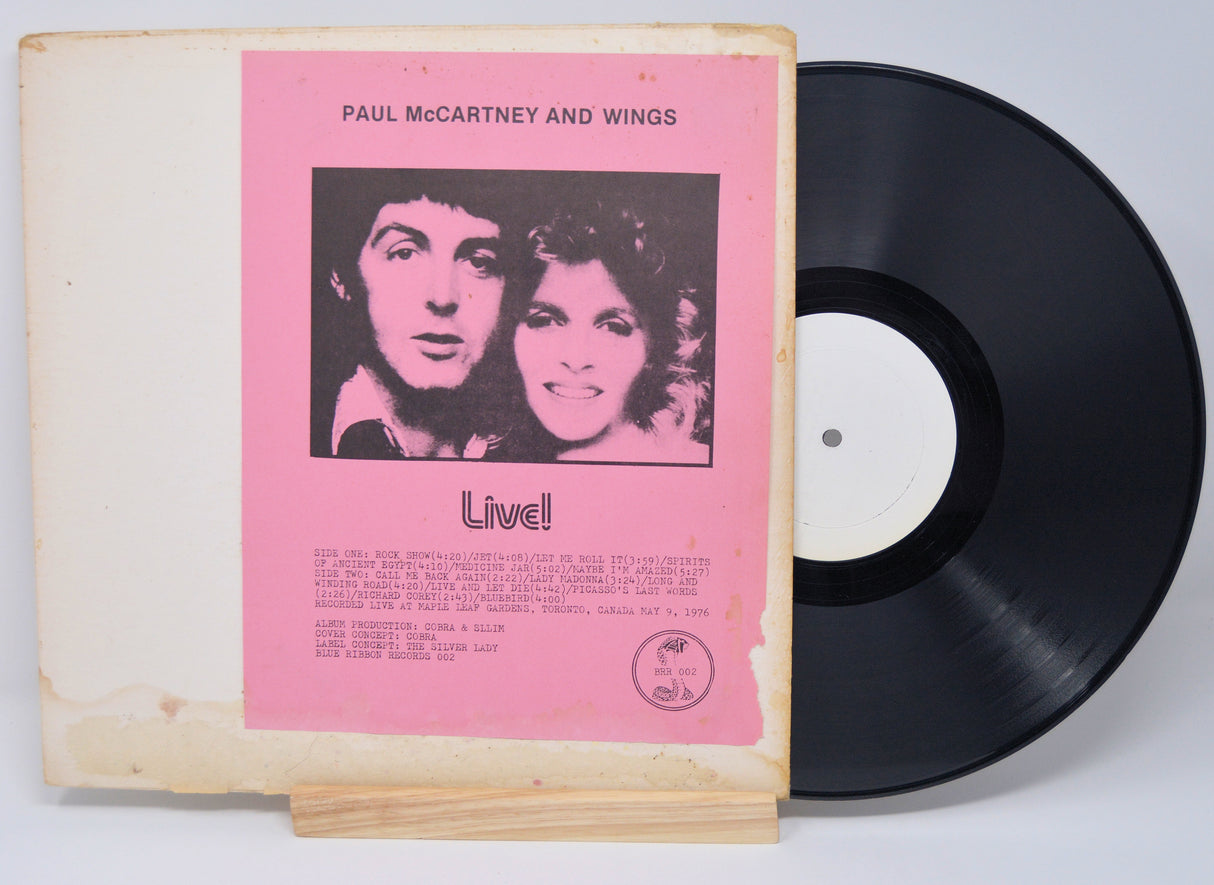 PAUL McCARTNEY AND WINGS
Live!
SIDE ONE: ROCK SHOW(4:20)/JET(4:08)/LET ME ROLL IT(3:59)/SPIRITS
OF ANCIENT EGYPT(4:10)/MEDICINE JAR(5:02)/MAYBE I'M AMAZED(5:27)
SIDE TWO: CALL ME BACK AGAIN(2:22)/LADY MADONNA(3:24)/LONG AND
WINDING ROAD(4:20)/LIVE AND LET DIE(4:42)/PICASSO'S LAST WORDS
(2:26)/RICHARD COREY(2:43)/BLUEBIRD(4:00)
RECORDED LIVE AT MAPLE LEAF GARDENS, TORONTO, CANADA MAY 9, 1976
ALBUM PRODUCTION: COBRA & SLLIM
COVER CONCEPT: COBRA
LABEL CONCEPT: THE SILVER LADY
BLUE RIBBON RECORDS 002
BRR 002